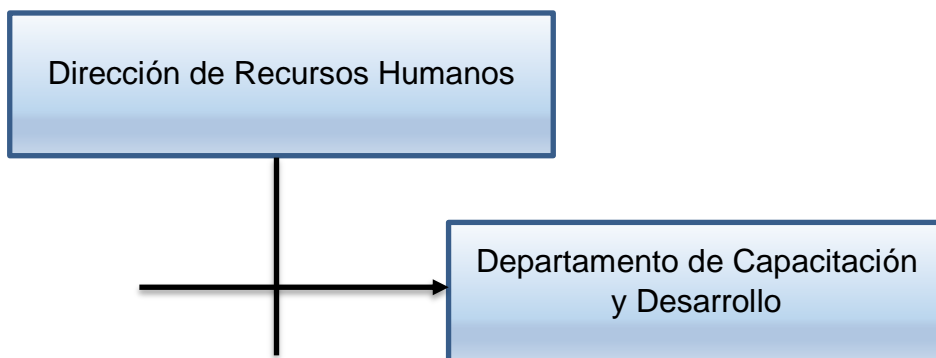 Dirección de Recursos Humanos
Departamento de Capacitación
y Desarrollo